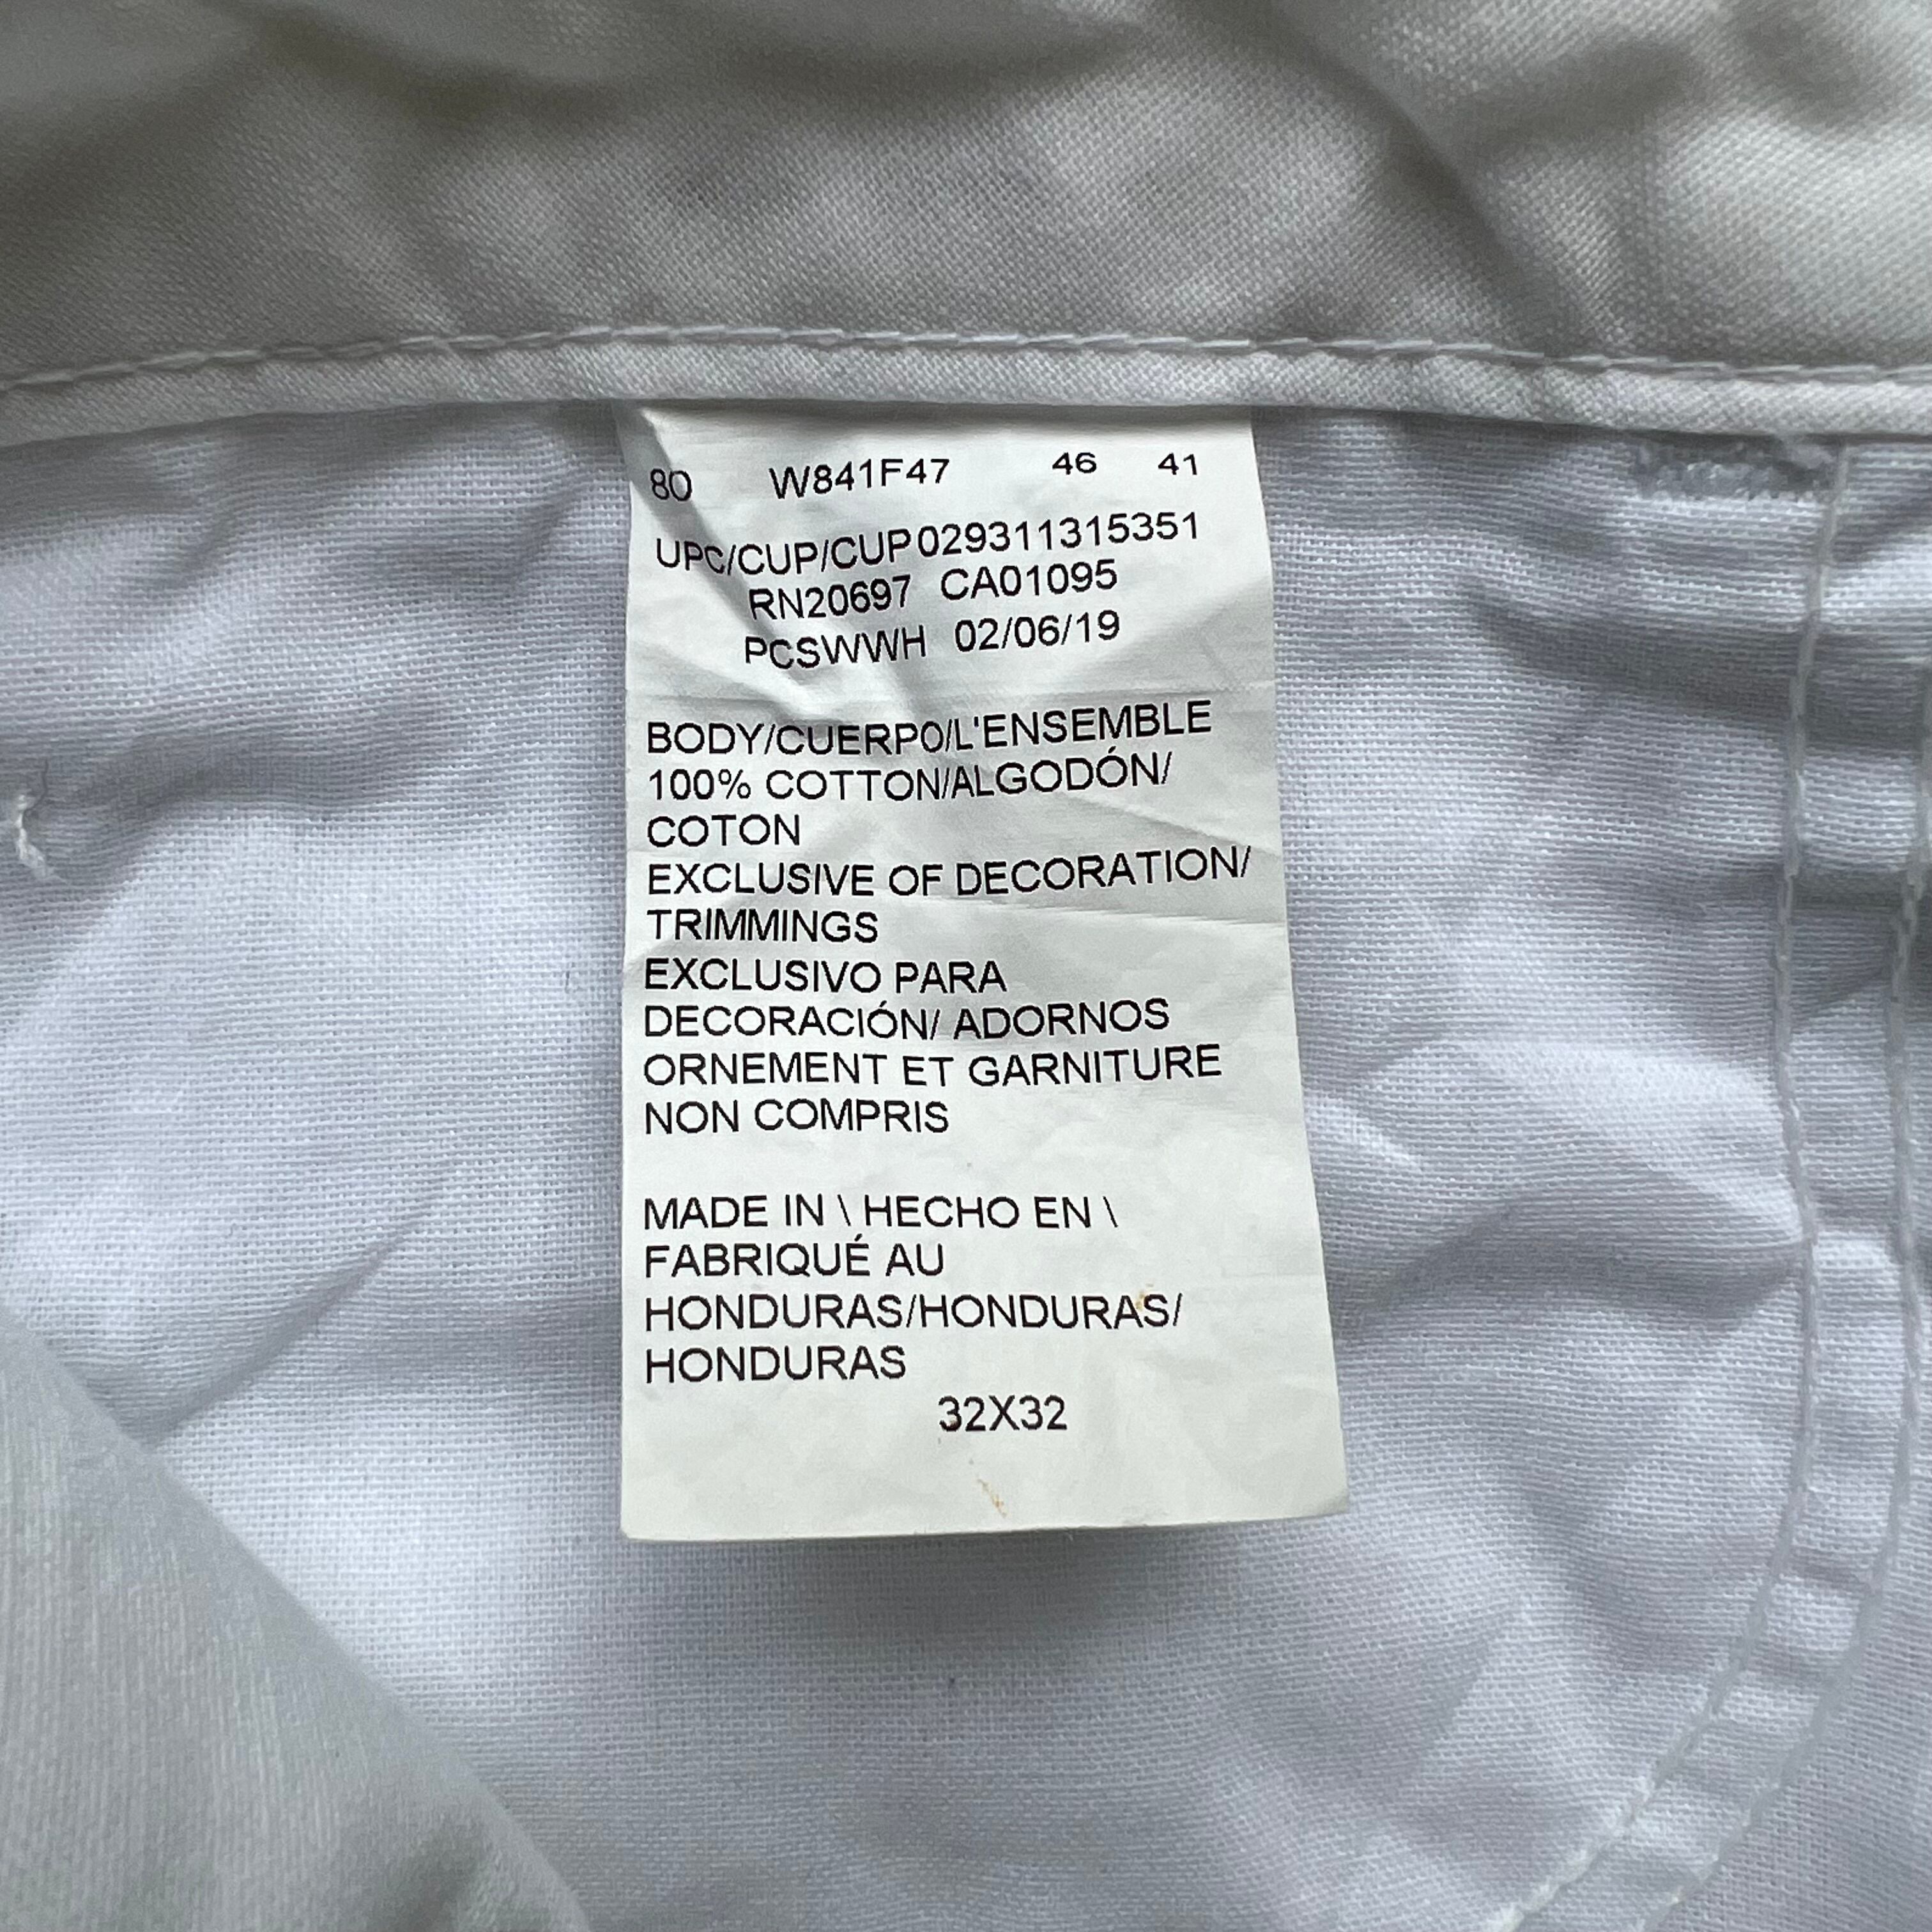 80 W841F47 46 41
UPC/CUP/CUP 029311315351
RN20697 CA01095
PCSWWH 02/06/19
BODY/CUERPO/L'ENSEMBLE
100% COTTON/ALGODÓN/
COTON
EXCLUSIVE OF DECORATION/
TRIMMINGS
EXCLUSIVO PARA
DECORACIÓN/ ADORNOS
ORNEMENT ET GARNITURE
NON COMPRIS
MADE IN \ HECHO EN \
FABRIQUÉ AU
HONDURAS/HONDURAS/
HONDURAS
32X32